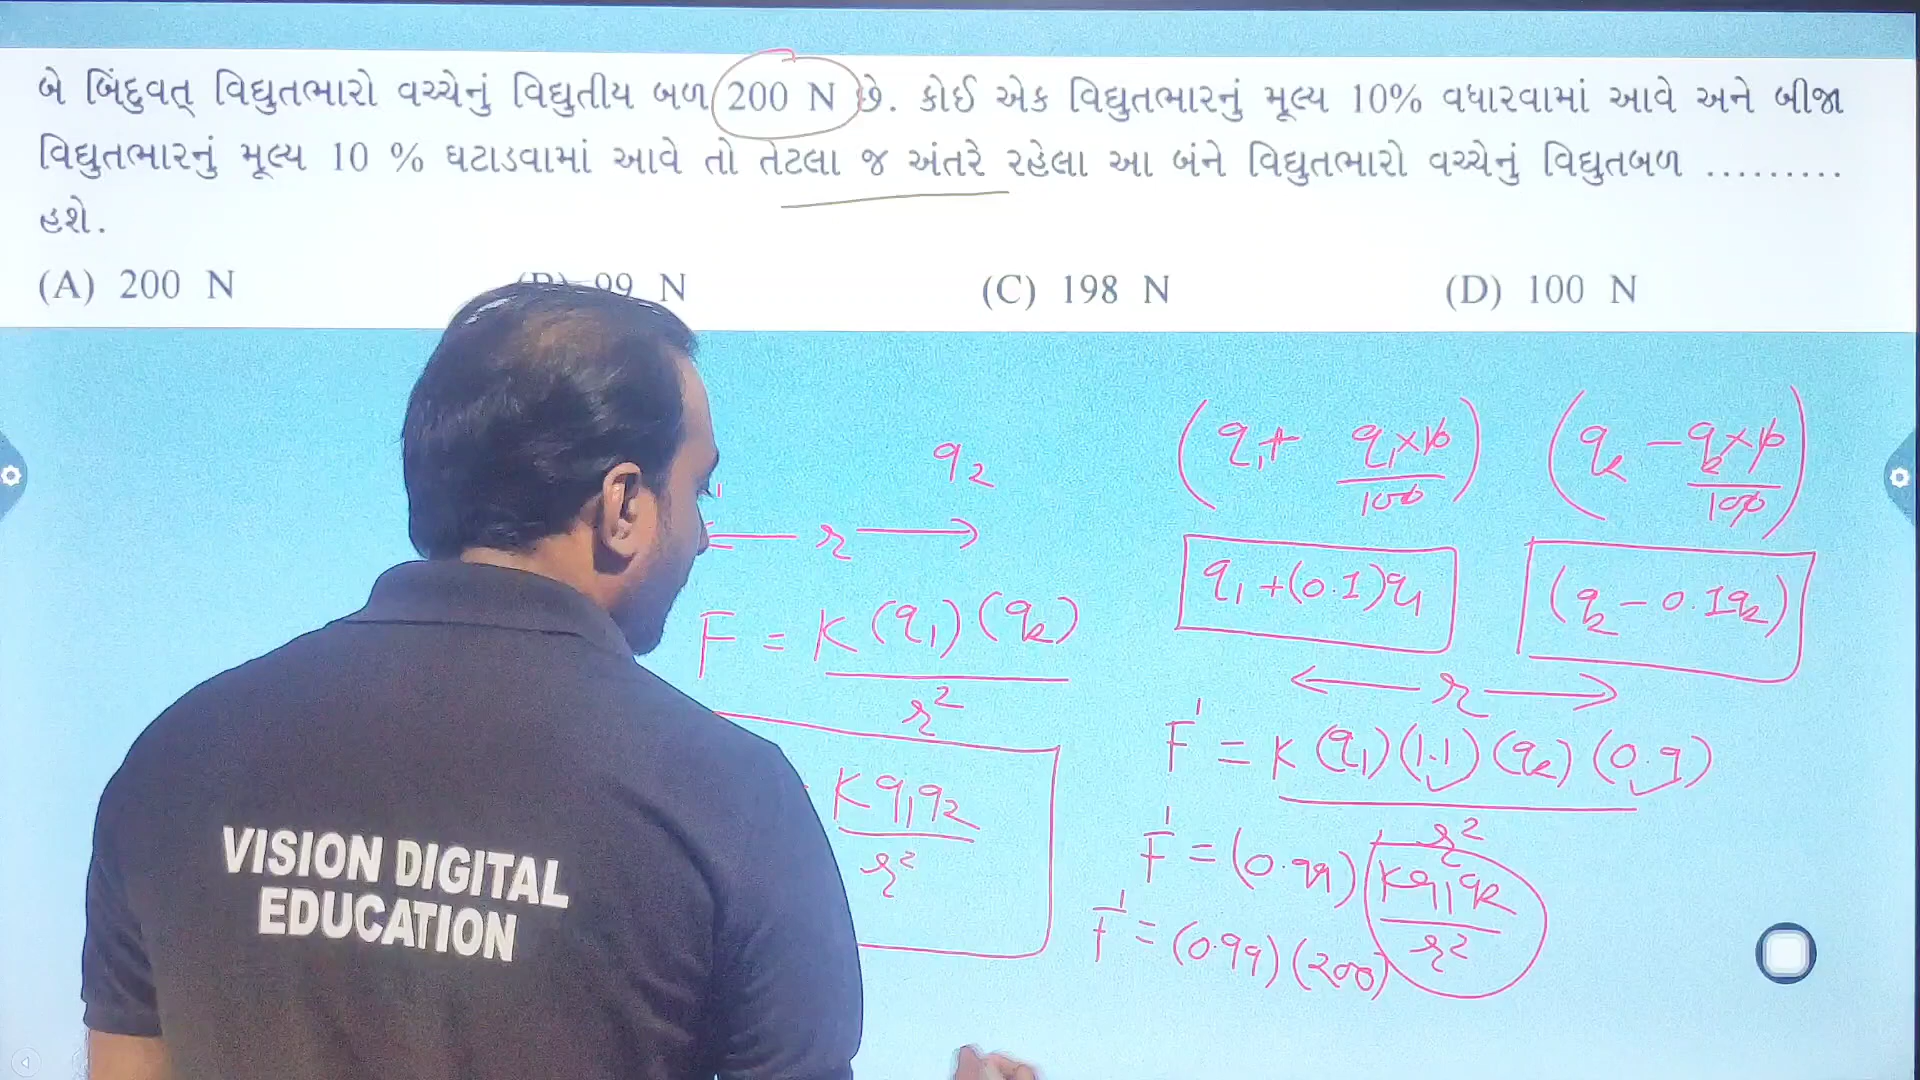 બે બિંદુવત્ વિદ્યુતભારો વચ્ચેનું વિદ્યુતીય બળ 200 N છે. કોઈ એક વિદ્યુતભારનું મૂલ્ય 10% વધારવામાં આવે અને બીજા
વિદ્યુતભારનું મૂલ્ય 10 % ઘટાડવામાં આવે તો તેટલા જ અંતરે રહેલા આ બંને વિદ્યુતભારો વચ્ચેનું વિદ્યુતબળ .........
હશે.
(A) 200 N (B) 99 N (C) 198 N (D) 100 N
q2
(q1 + q1×10/100) (q2 − q2×10/100)
r
q1+(0.1)q1 (q2 − 0.1q2)
F = K(q1)(q2)/r²
r
F' = K(q1)(1.1)(q2)(0.9)/r²
Kq1q2/r²
F' = (0.99) Kq1q2/r²
F' = (0.99)(200)
VISION DIGITAL
EDUCATION